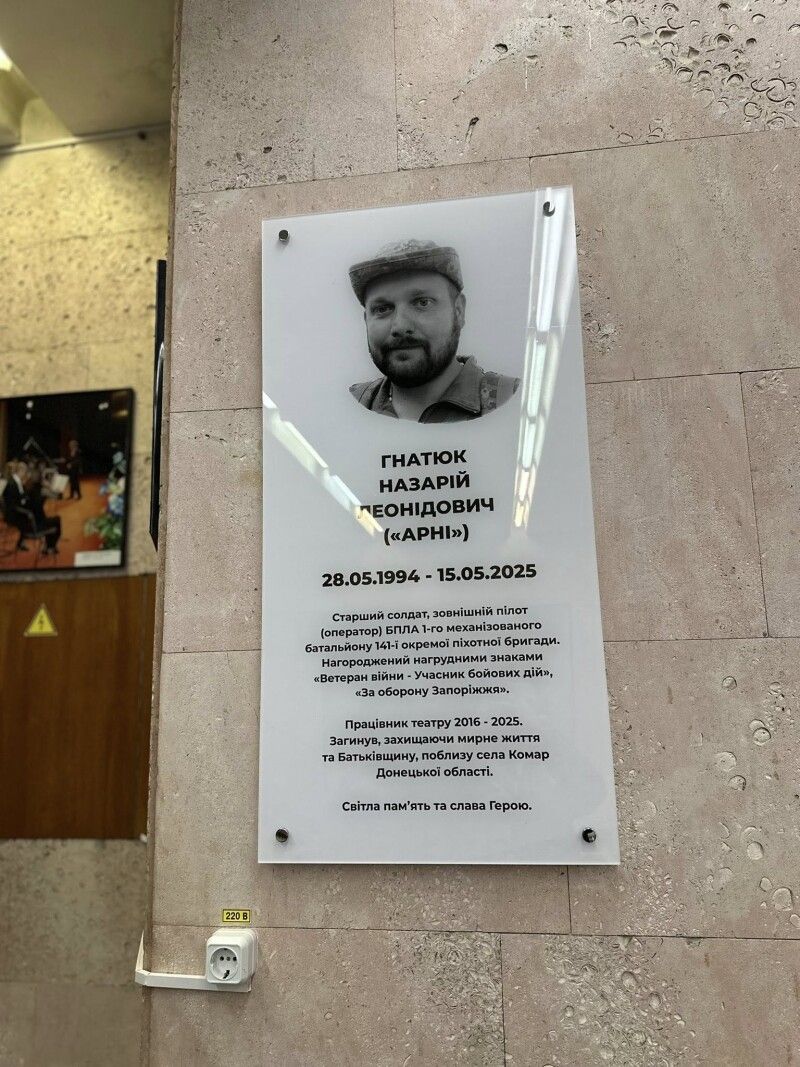 ГНАТЮК
НАЗАРІЙ
ЛЕОНІДОВИЧ
(«АРНІ»)
28.05.1994 - 15.05.2025
Старший солдат, зовнішній пілот
(оператор) БПЛА 1-го механізованого
батальйону 141-ї окремої піхотної бригади.
Нагороджений нагрудними знаками
«Ветеран війни - Учасник бойових дій»,
«За оборону Запоріжжя».
Працівник театру 2016 - 2025.
Загинув, захищаючи мирне життя
та Батьківщину, поблизу села Комар
Донецької області.
Світла пам'ять та слава Герою.
220 В